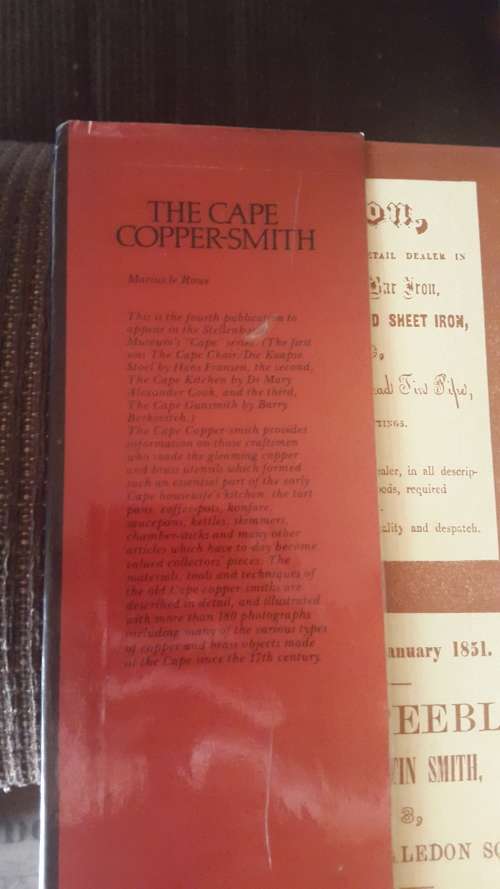 THE CAPE
COPPER-SMITH
Marius le Roux
This is the fourth publication to
appear in the Stellenbosch
Museum's "Cape" series. (The first
was The Cape Chair/Die Kaapse
Stoel by Hans Fransen, the second,
The Cape Kitchen by Dr Mary
Alexander Cook, and the third,
The Cape Gunsmith by Barry
Berkovitch.)
The Cape Copper-smith provides
information on those craftsmen
who made the gleaming copper
and brass utensils which formed
such an essential part of the early
Cape housewife's kitchen: the tart
pans, coffee-pots, konfore,
saucepans, kettles, skimmers,
chamber-sticks and many other
articles which have to-day become
valued collectors' pieces. The
materials, tools and techniques of
the old Cape copper-smiths are
described in detail, and illustrated
with more than 180 photographs
including many of the various types
of copper and brass objects made
at the Cape since the 17th century.
on,
ETAIL DEALER IN
Bar Iron,
D SHEET IRON,
ead Tin Pipe,
TINGS.
ealer, in all descrip-
oods, required
ality and despatch.
anuary 1851.
EEBL
TIN SMITH,
&,
LEDON SQ